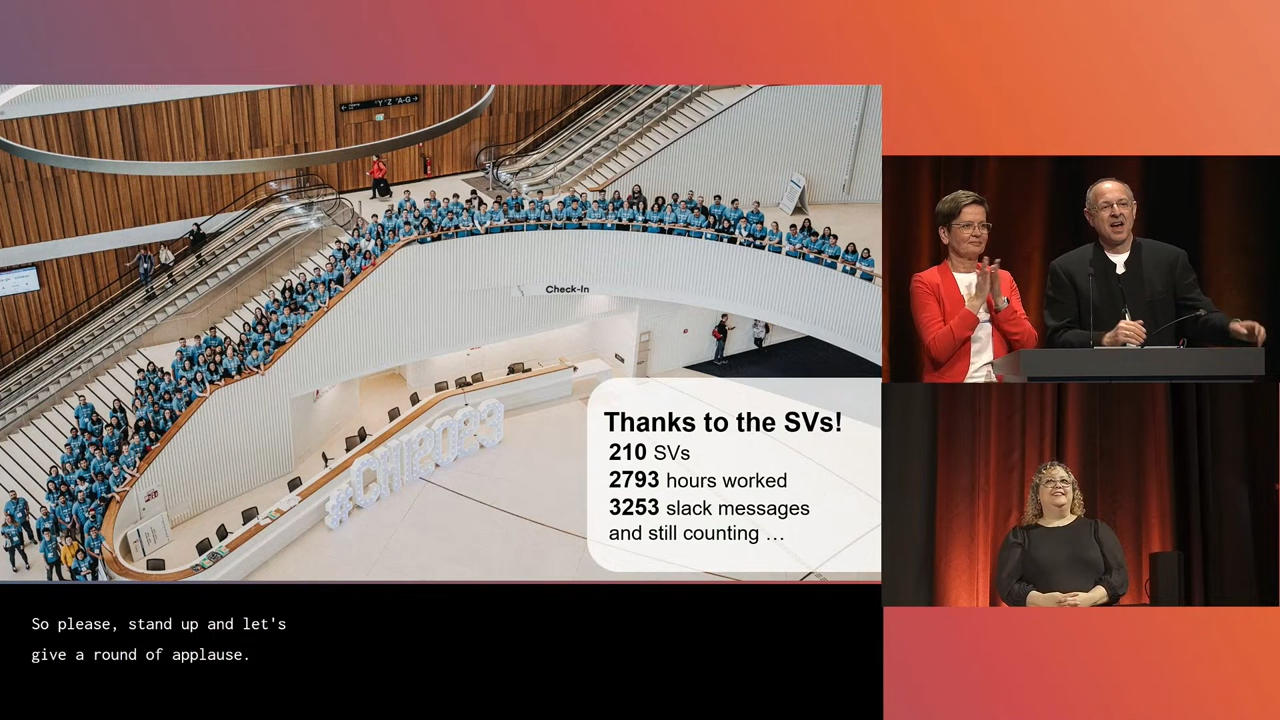 Y Z A-G
Check-In
#CHI2023
Thanks to the SVs!
210 SVs
2793 hours worked
3253 slack messages
and still counting …
So please, stand up and let's
give a round of applause.